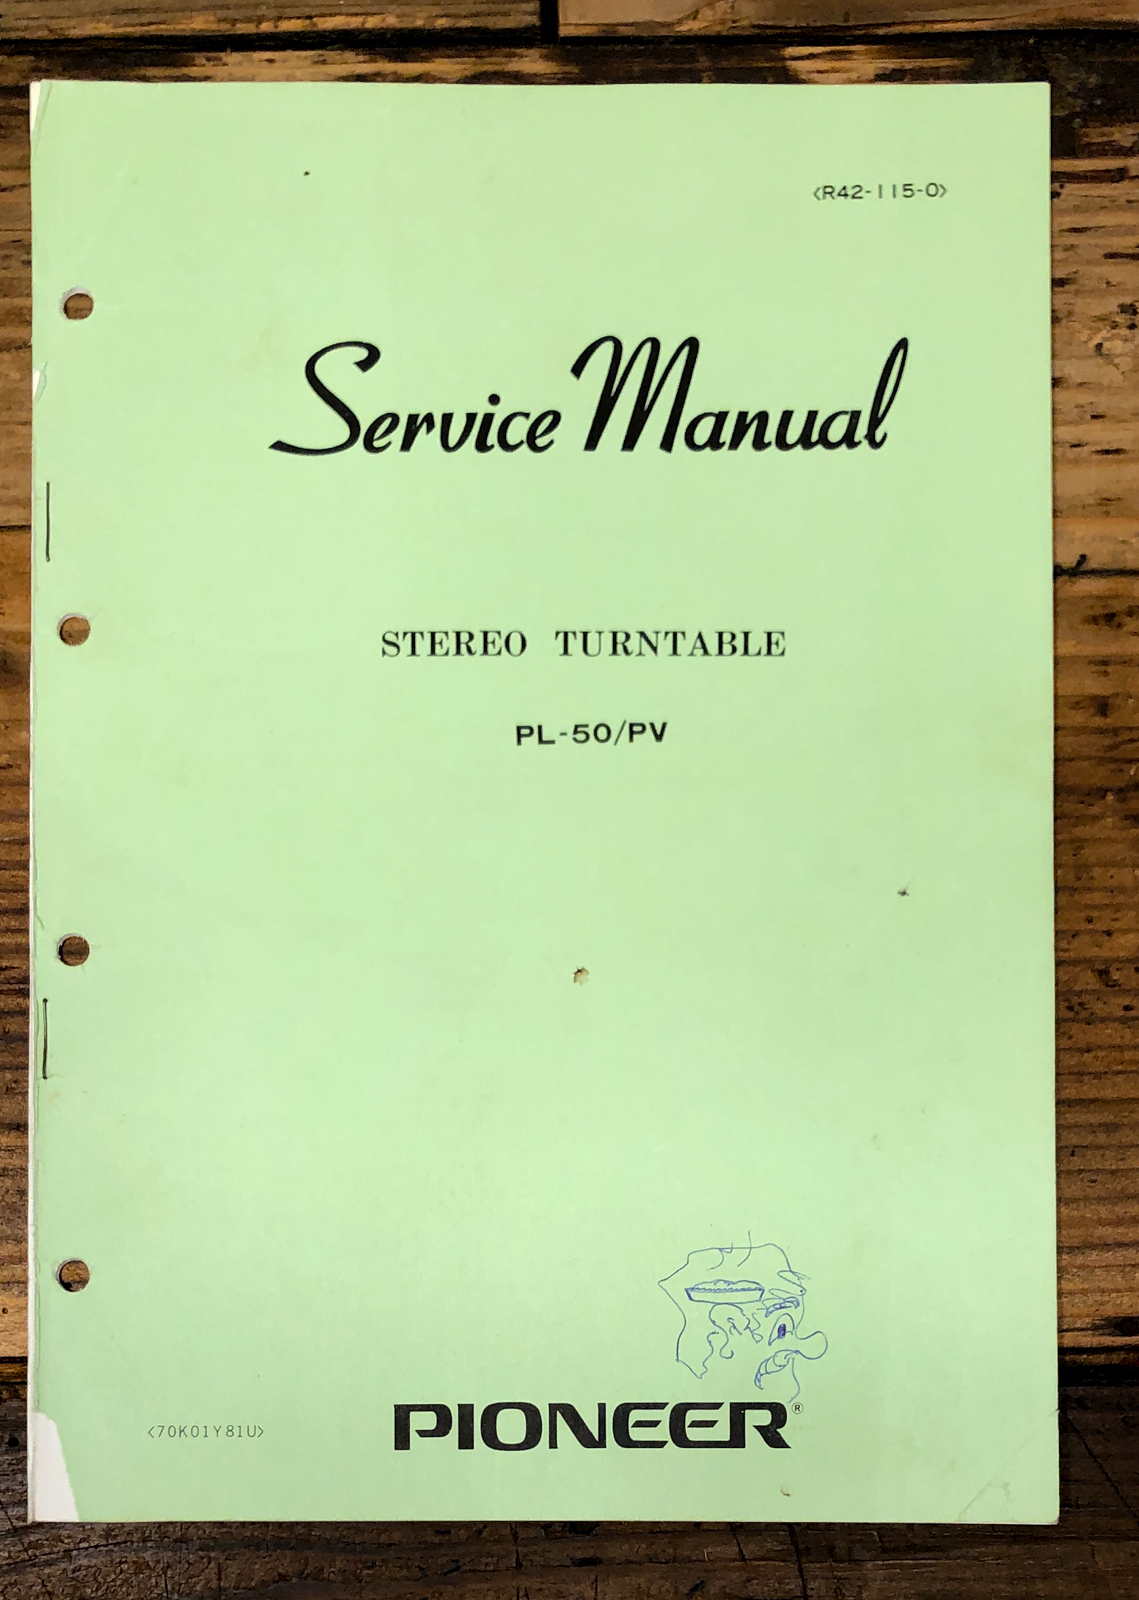 <R42-115-0>
Service Manual
STEREO TURNTABLE
PL-50/PV
<70K01Y81U>
PIONEER®